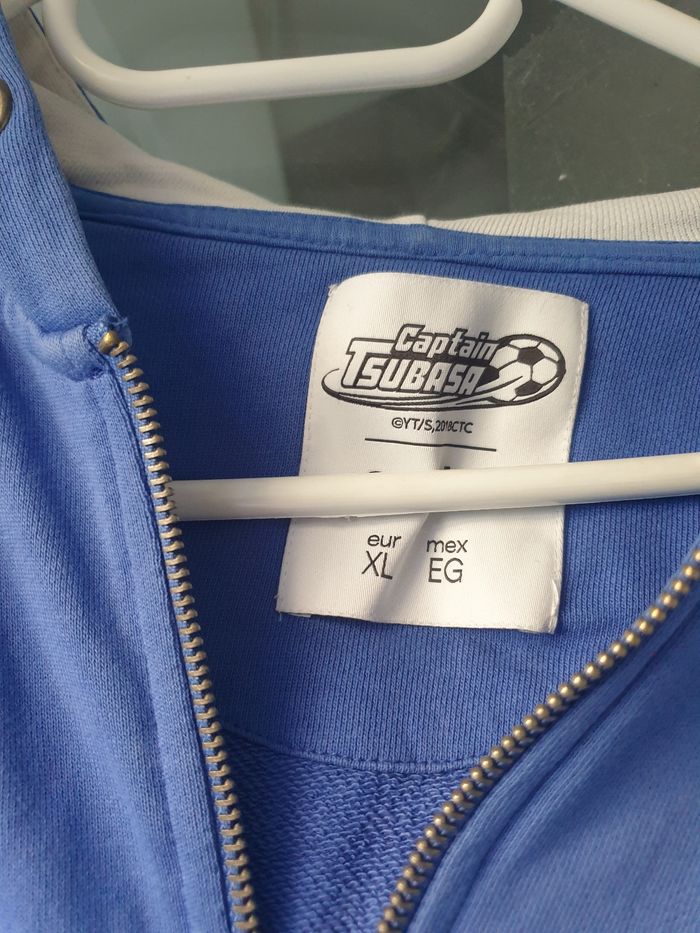 Captain
TSUBASA
©YT/S,2018CTC
eur mex
XL EG